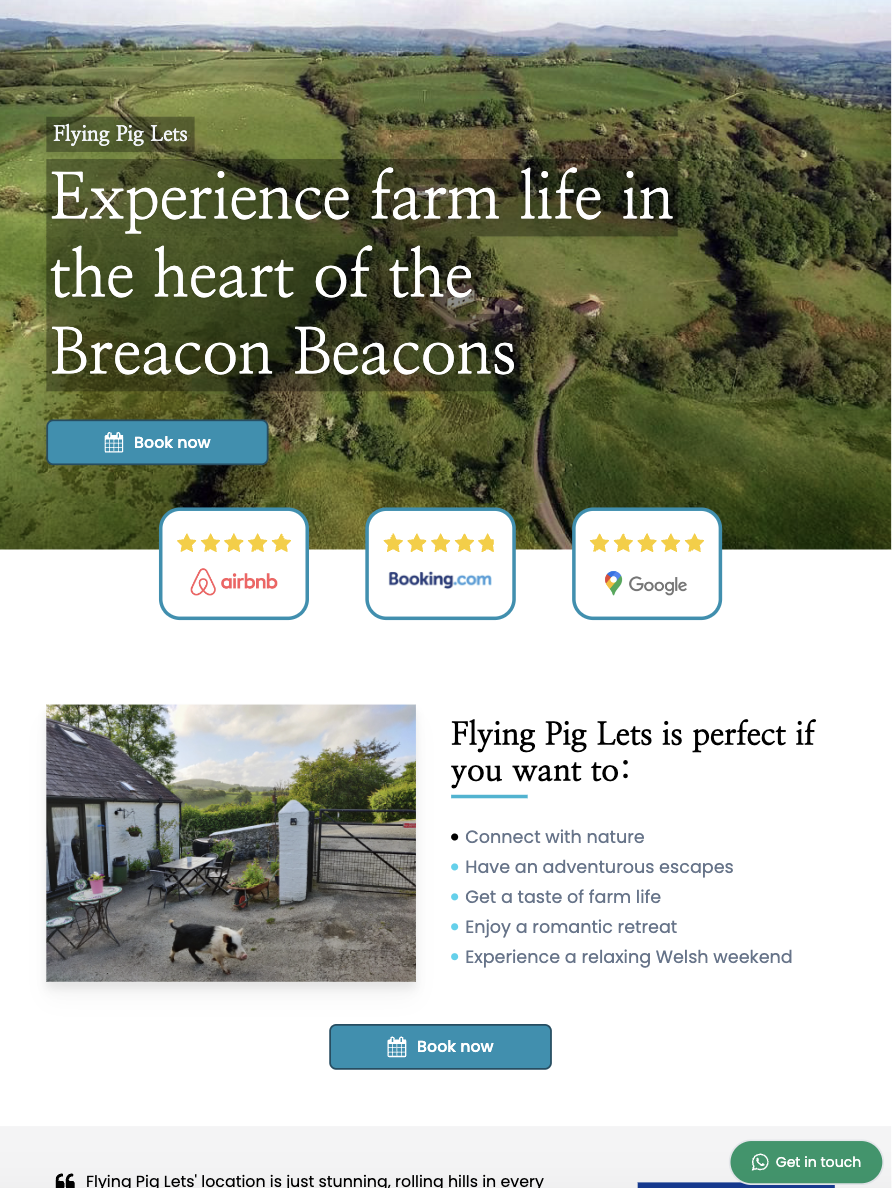 Flying Pig Lets
Experience farm life in
the heart of the
Breacon Beacons
Book now
airbnb
Booking.com
Google
Flying Pig Lets is perfect if
you want to:
Connect with nature
Have an adventurous escapes
Get a taste of farm life
Enjoy a romantic retreat
Experience a relaxing Welsh weekend
Book now
Get in touch
Flying Pig Lets' location is just stunning, rolling hills in every